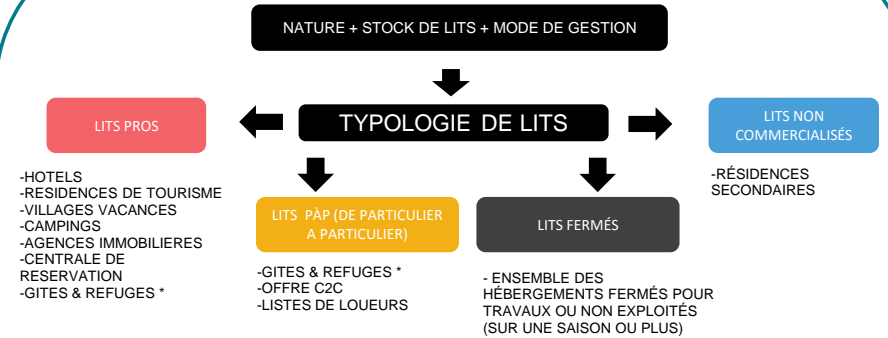 NATURE + STOCK DE LITS + MODE DE GESTION
TYPOLOGIE DE LITS
LITS PROS
-HOTELS
-RESIDENCES DE TOURISME
-VILLAGES VACANCES
-CAMPINGS
-AGENCES IMMOBILIERES
-CENTRALE DE
RESERVATION
-GITES & REFUGES *
LITS PÀP (DE PARTICULIER
A PARTICULIER)
-GITES & REFUGES *
-OFFRE C2C
-LISTES DE LOUEURS
LITS FERMÉS
- ENSEMBLE DES
HÉBERGEMENTS FERMÉS POUR
TRAVAUX OU NON EXPLOITÉS
(SUR UNE SAISON OU PLUS)
LITS NON
COMMERCIALISÉS
-RÉSIDENCES
SECONDAIRES